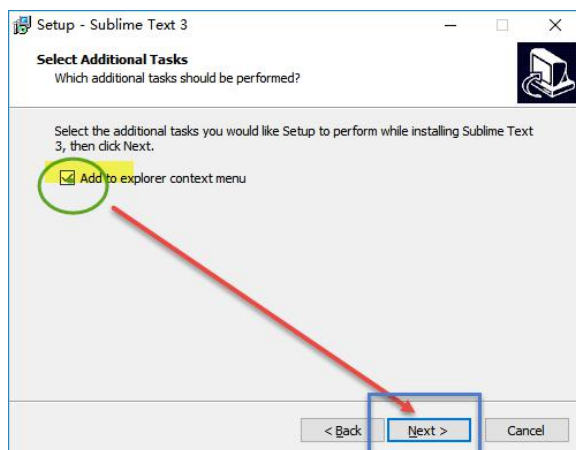 Setup - Sublime Text 3
Select Additional Tasks
Which additional tasks should be performed?
Select the additional tasks you would like Setup to perform while installing Sublime Text
3, then click Next.
Add to explorer context menu
< Back
Next >
Cancel